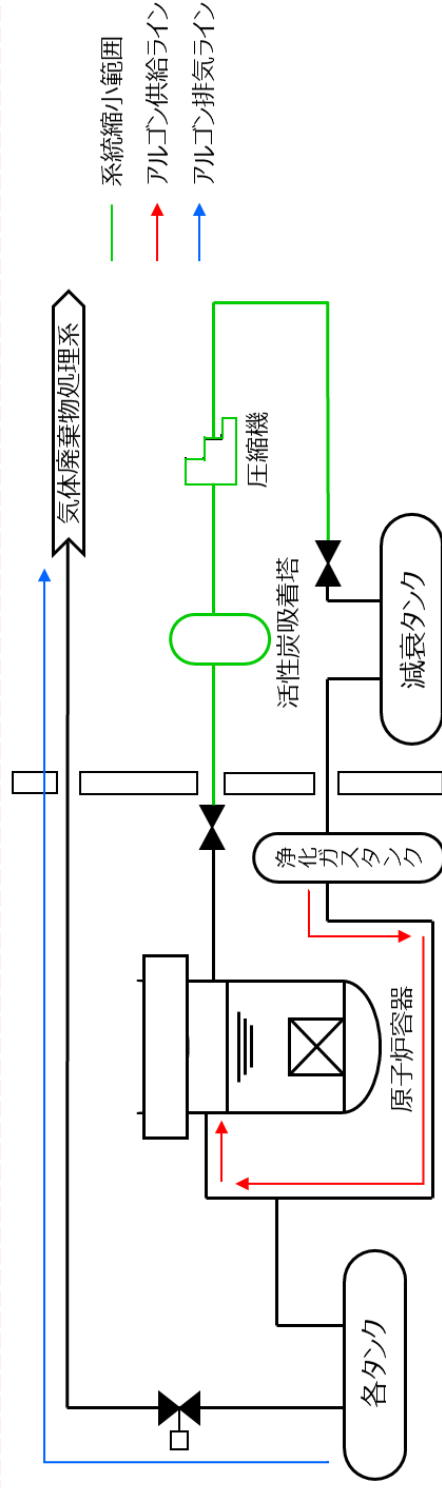 系統縮小範囲
アルゴン供給ライン
アルゴン排気ライン
気体廃棄物処理系
圧縮機
活性炭吸着塔
減衰タンク
浄化
ガスタ
ンク
原子炉容器
各タンク